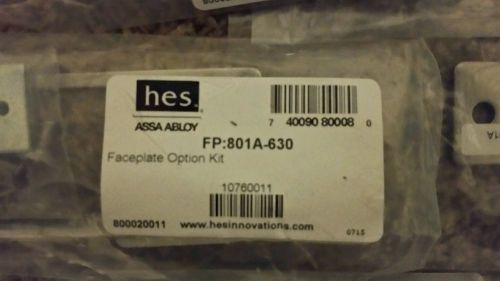 hes.
ASSA ABLOY
7 40090 80008 0
FP:801A-630
Faceplate Option Kit
10760011
800020011
www.hesinnovations.com
0715
1A